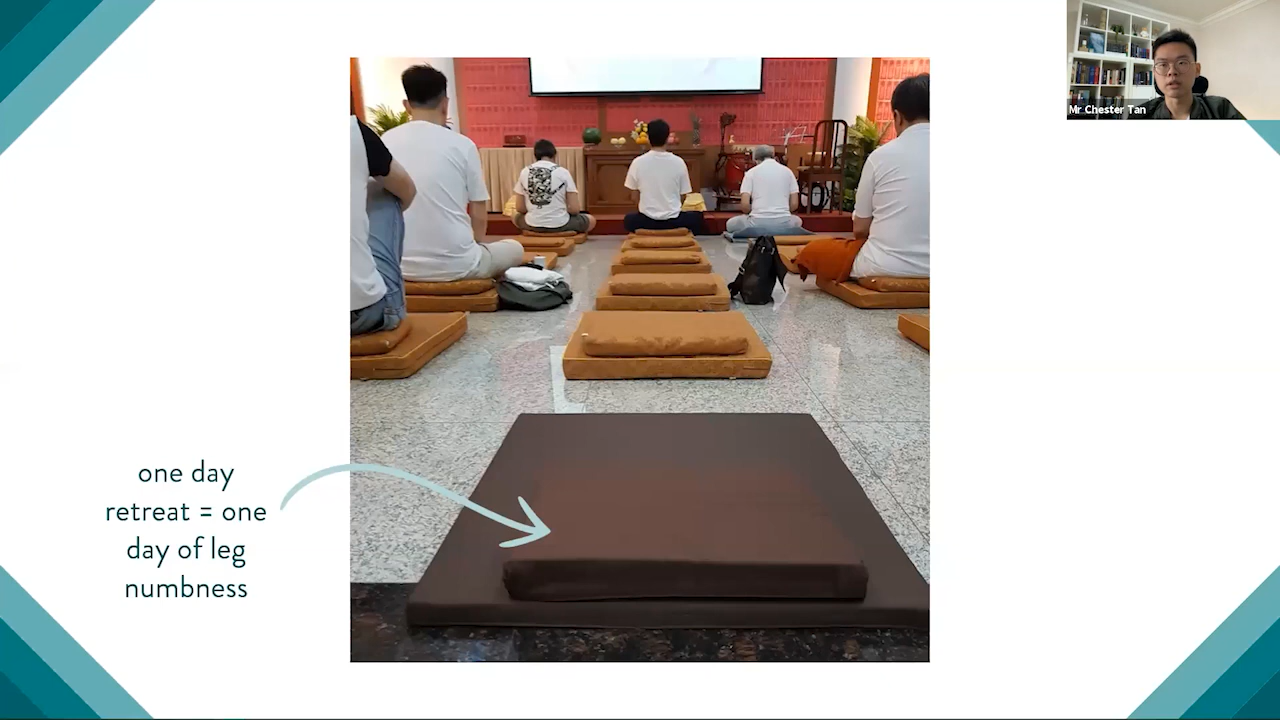 Mr Chester Tan
one day
retreat = one
day of leg
numbness